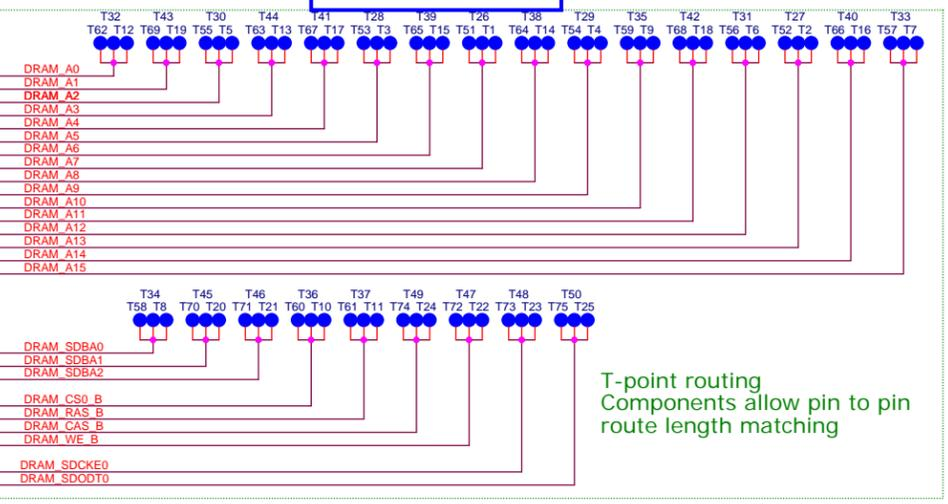 T32 T43 T30 T44 T41 T28 T39 T26 T38 T29 T35 T42 T31 T27 T40 T33
T62 T12 T69 T19 T55 T5 T63 T13 T67 T17 T53 T3 T65 T15 T51 T1 T64 T14 T54 T4 T59 T9 T68 T18 T56 T6 T52 T2 T66 T16 T57 T7
DRAM_A0
DRAM_A1
DRAM_A2
DRAM_A3
DRAM_A4
DRAM_A5
DRAM_A6
DRAM_A7
DRAM_A8
DRAM_A9
DRAM_A10
DRAM_A11
DRAM_A12
DRAM_A13
DRAM_A14
DRAM_A15
T34 T45 T46 T36 T37 T49 T47 T48 T50
T58 T8 T70 T20 T71 T21 T60 T10 T61 T11 T74 T24 T72 T22 T73 T23 T75 T25
DRAM_SDBA0
DRAM_SDBA1
DRAM_SDBA2
DRAM_CS0_B
DRAM_RAS_B
DRAM_CAS_B
DRAM_WE_B
DRAM_SDCKE0
DRAM_SDODT0
T-point routing
Components allow pin to pin
route length matching